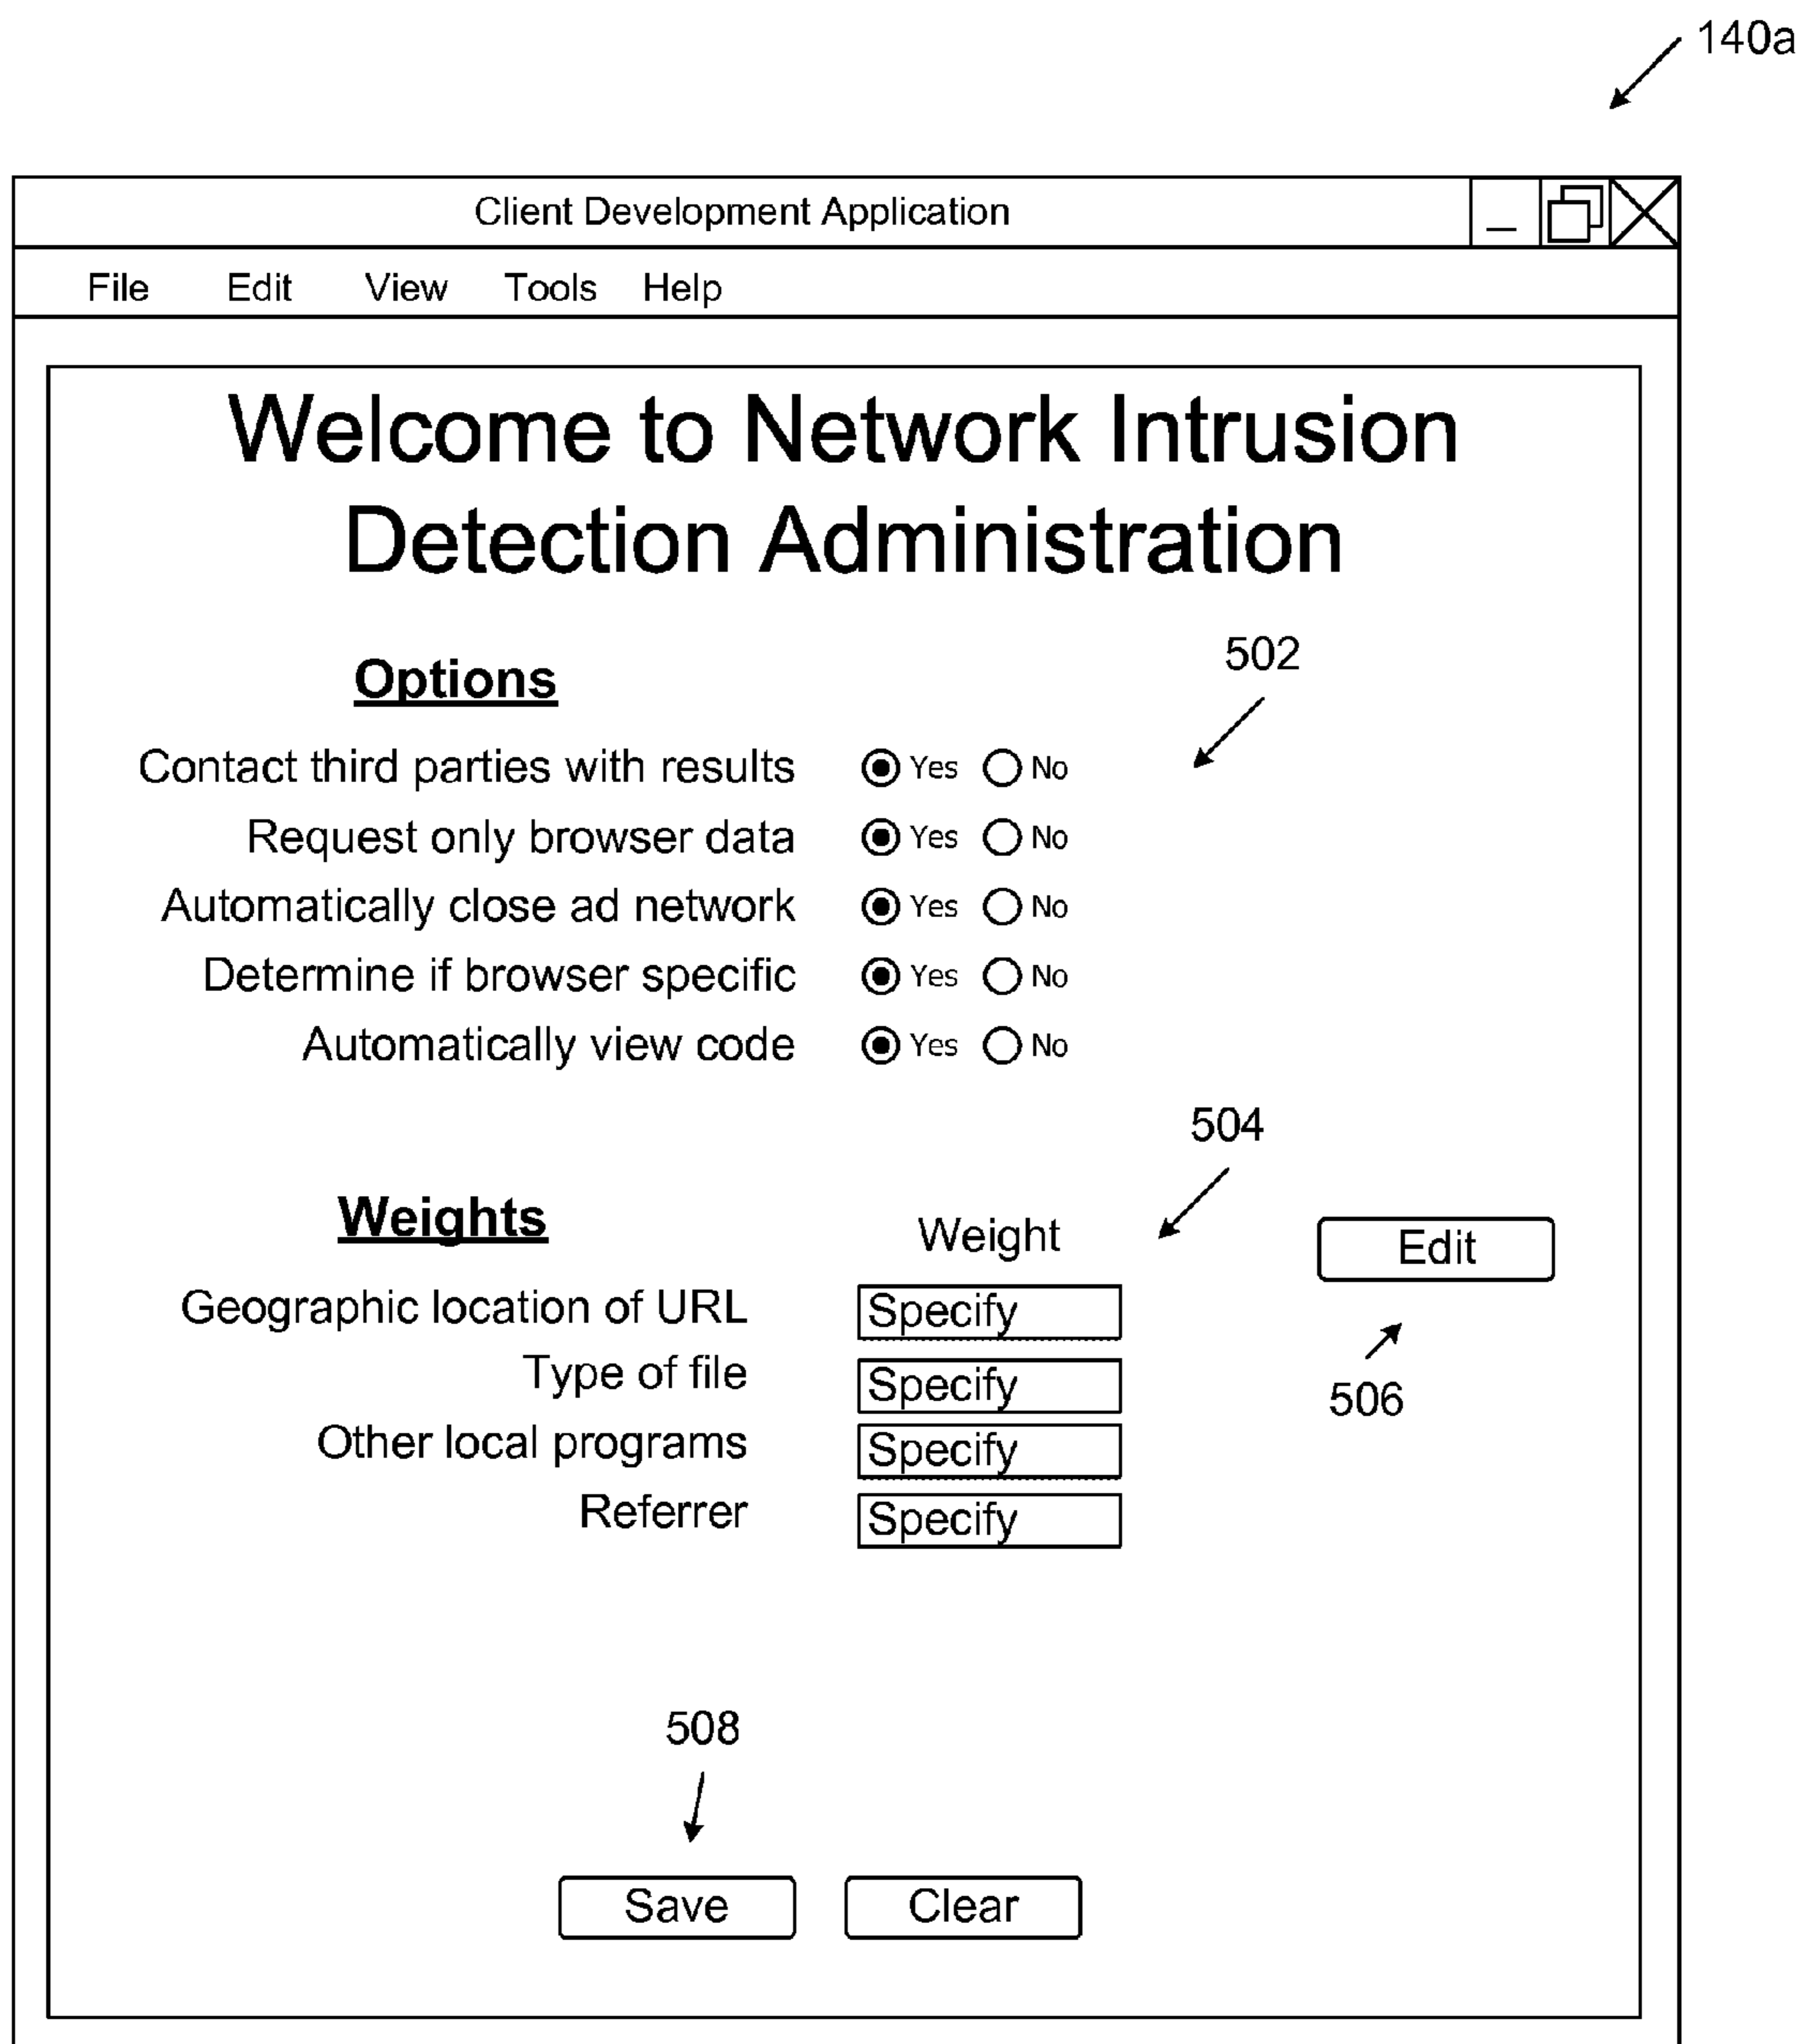 140a
Client Development Application
File Edit View Tools Help
Welcome to Network Intrusion
Detection Administration
Options
502
Contact third parties with results Yes No
Request only browser data Yes No
Automatically close ad network Yes No
Determine if browser specific Yes No
Automatically view code Yes No
504
Weights Weight Edit
Geographic location of URL Specify
Type of file Specify
506
Other local programs Specify
Referrer Specify
508
Save Clear